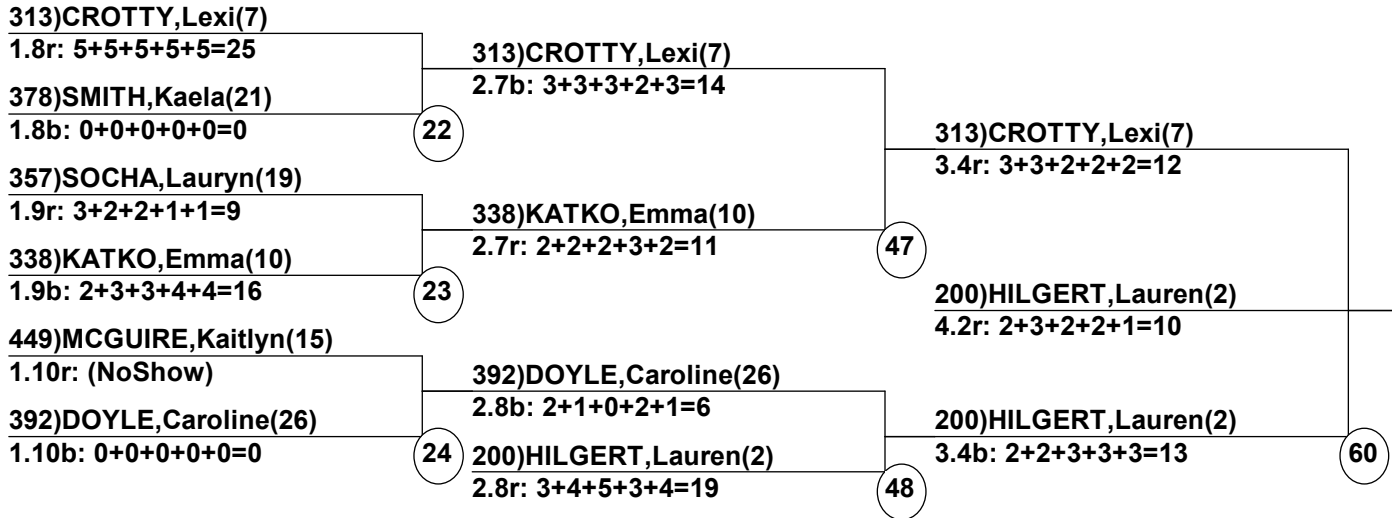 313)CROTTY,Lexi(7)
1.8r: 5+5+5+5+5=25
378)SMITH,Kaela(21)
1.8b: 0+0+0+0+0=0
22
357)SOCHA,Lauryn(19)
1.9r: 3+2+2+1+1=9
338)KATKO,Emma(10)
1.9b: 2+3+3+4+4=16
23
449)MCGUIRE,Kaitlyn(15)
1.10r: (NoShow)
392)DOYLE,Caroline(26)
1.10b: 0+0+0+0+0=0
24
313)CROTTY,Lexi(7)
2.7b: 3+3+3+2+3=14
338)KATKO,Emma(10)
2.7r: 2+2+2+3+2=11
47
392)DOYLE,Caroline(26)
2.8b: 2+1+0+2+1=6
200)HILGERT,Lauren(2)
2.8r: 3+4+5+3+4=19
48
313)CROTTY,Lexi(7)
3.4r: 3+3+2+2+2=12
200)HILGERT,Lauren(2)
4.2r: 2+3+2+2+1=10
200)HILGERT,Lauren(2)
3.4b: 2+2+3+3+3=13
60